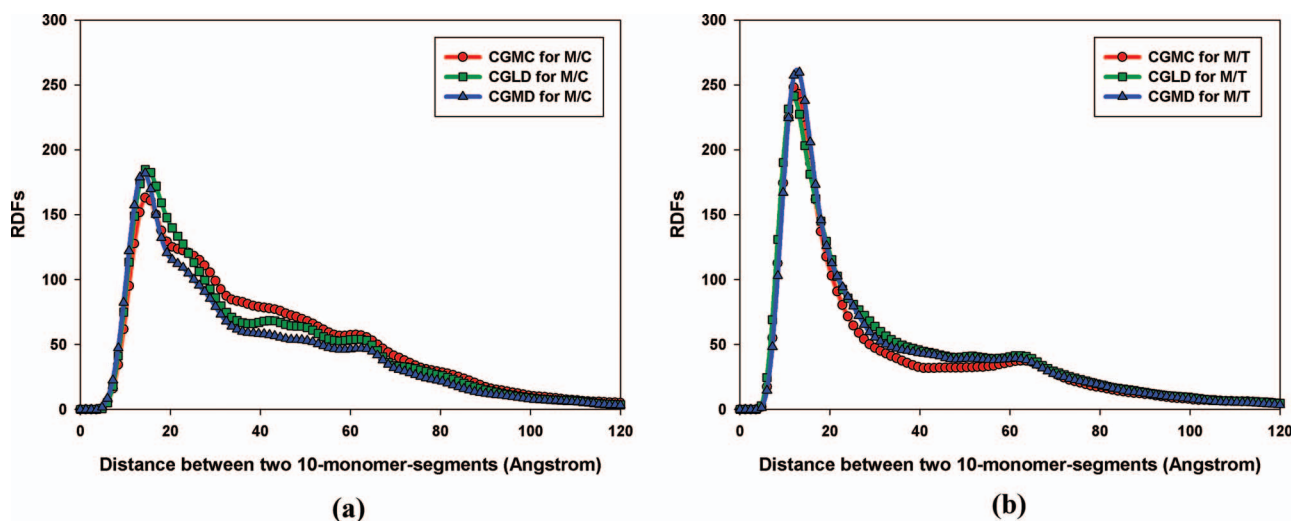 300
250
200
150
100
50
0
RDFs
CGMC for M/C
CGLD for M/C
CGMD for M/C
0 20 40 60 80 100 120
Distance between two 10-monomer-segments (Angstrom)
(a)
300
250
200
150
100
50
0
RDFs
CGMC for M/T
CGLD for M/T
CGMD for M/T
0 20 40 60 80 100 120
Distance between two 10-monomer-segments (Angstrom)
(b)